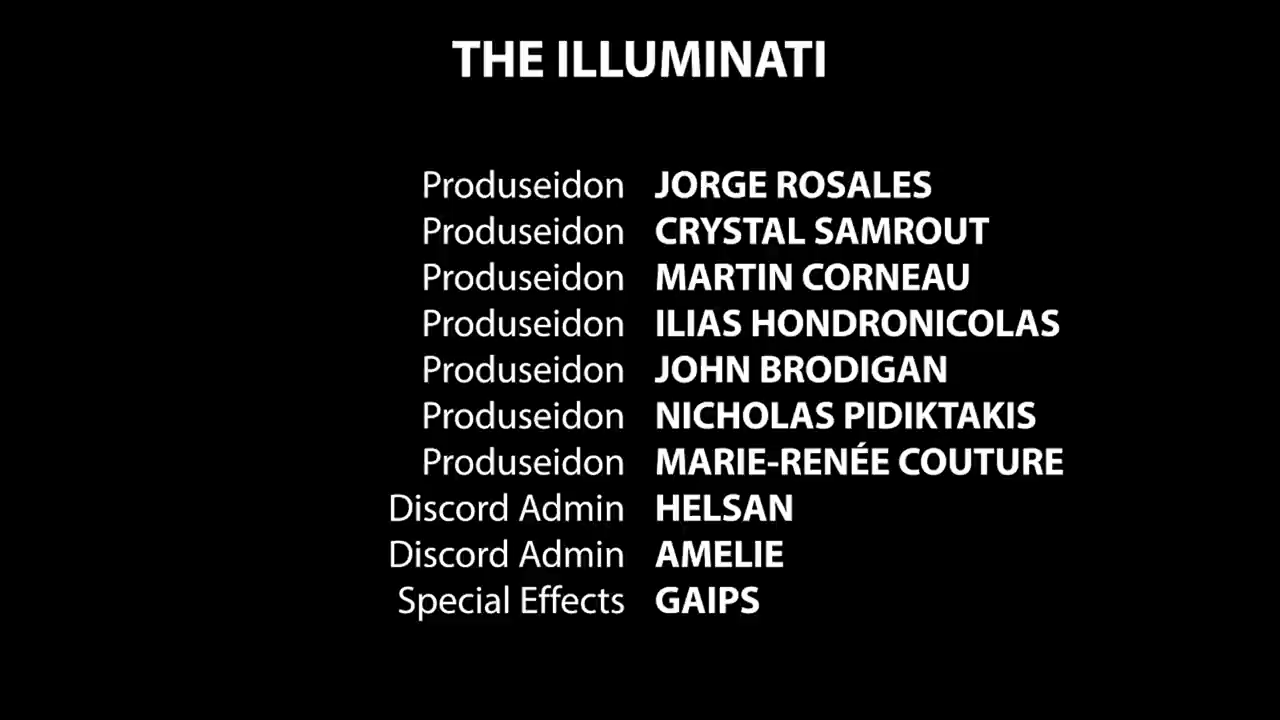 THE ILLUMINATI
Produseidon JORGE ROSALES
Produseidon CRYSTAL SAMROUT
Produseidon MARTIN CORNEAU
Produseidon ILIAS HONDRONICOLAS
Produseidon JOHN BRODIGAN
Produseidon NICHOLAS PIDIKTAKIS
Produseidon MARIE-RENÉE COUTURE
Discord Admin HELSAN
Discord Admin AMELIE
Special Effects GAIPS